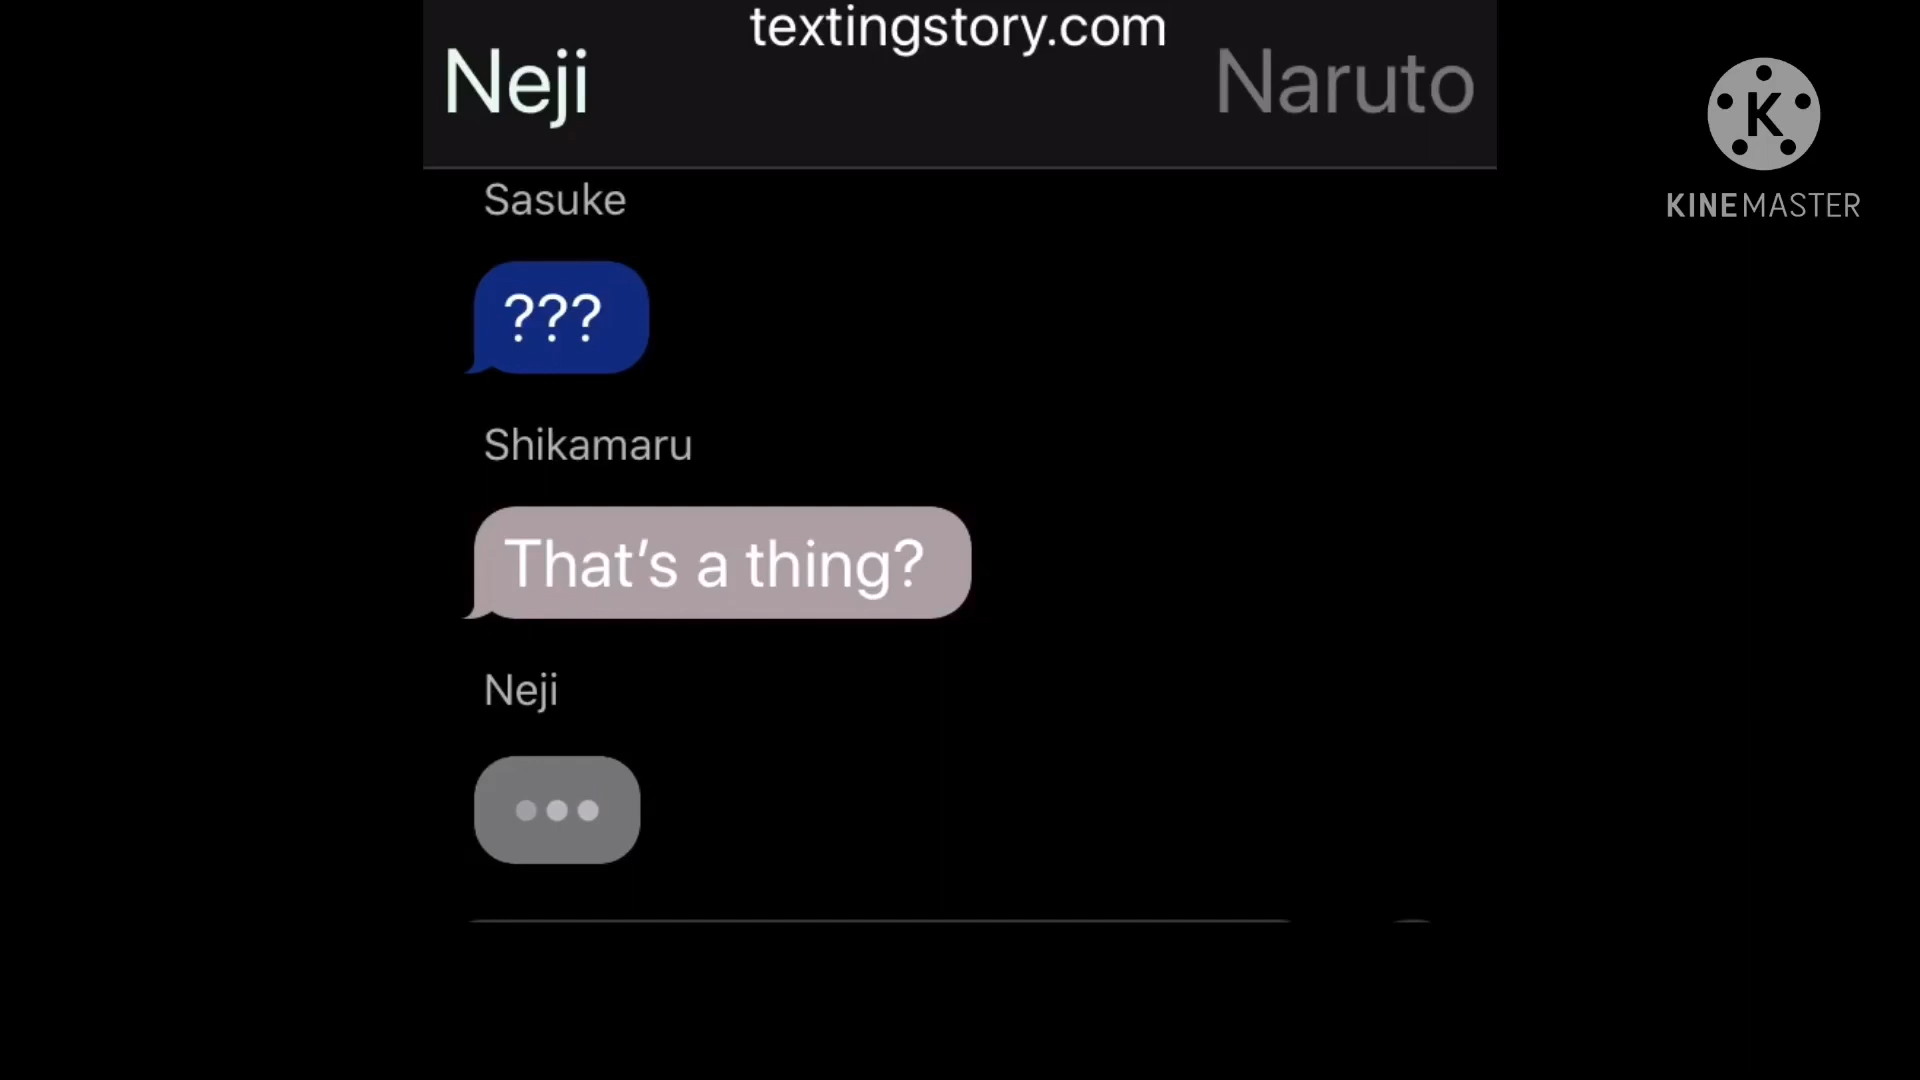 textingstory.com
Neji
Naruto
K
KINEMASTER
Sasuke
???
Shikamaru
That’s a thing?
Neji